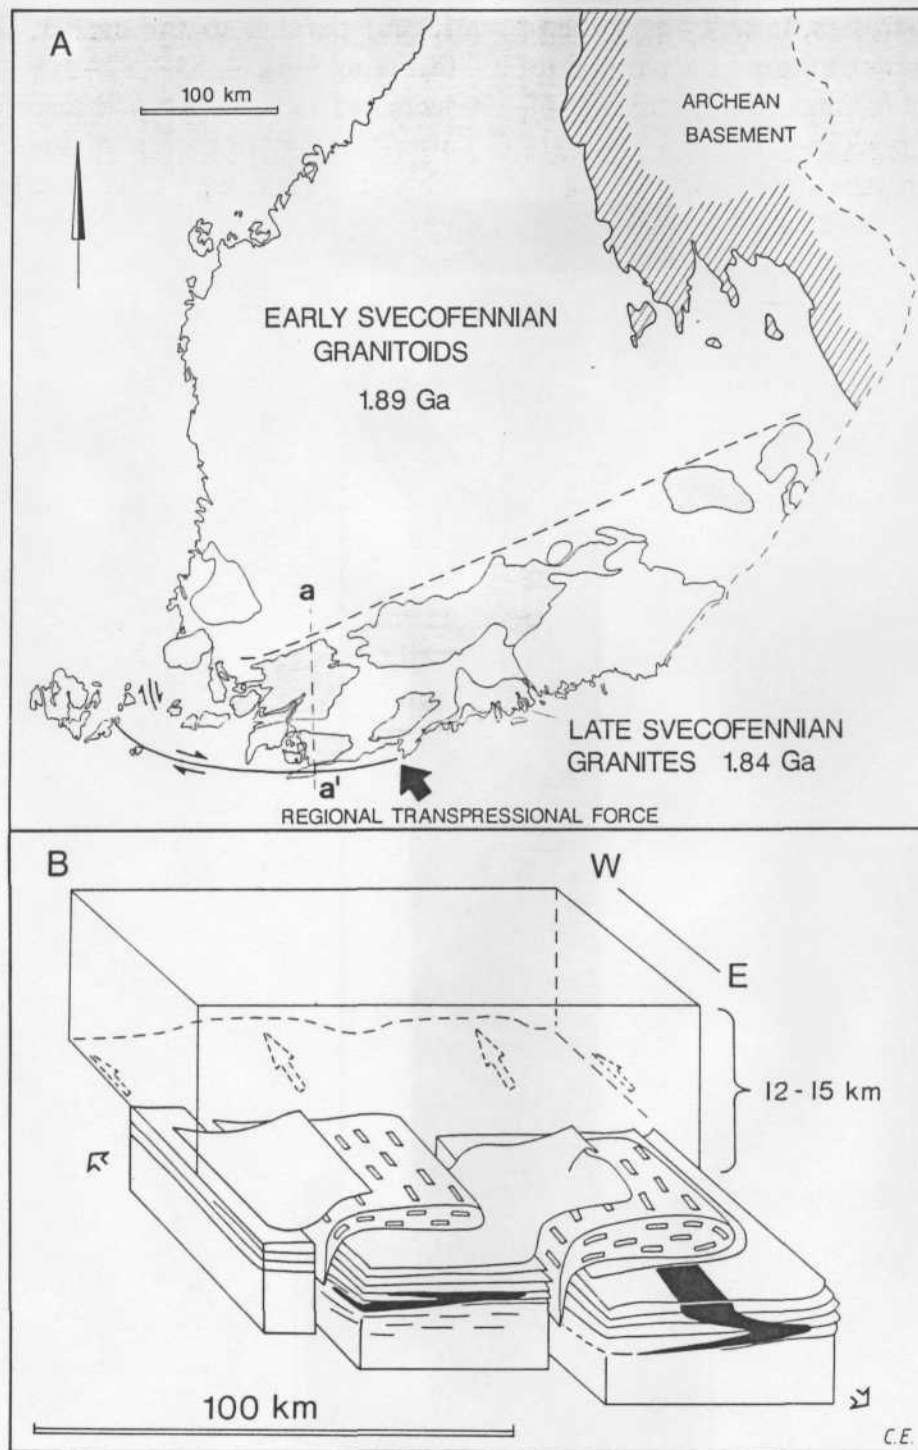 A
100 km
ARCHEAN
BASEMENT
EARLY SVECOFENNIAN
GRANITOIDS
1.89 Ga
a
LATE SVECOFENNIAN
GRANITES 1.84 Ga
a'
REGIONAL TRANSPRESSIONAL FORCE
B
W
E
12-15 km
100 km
C.E.